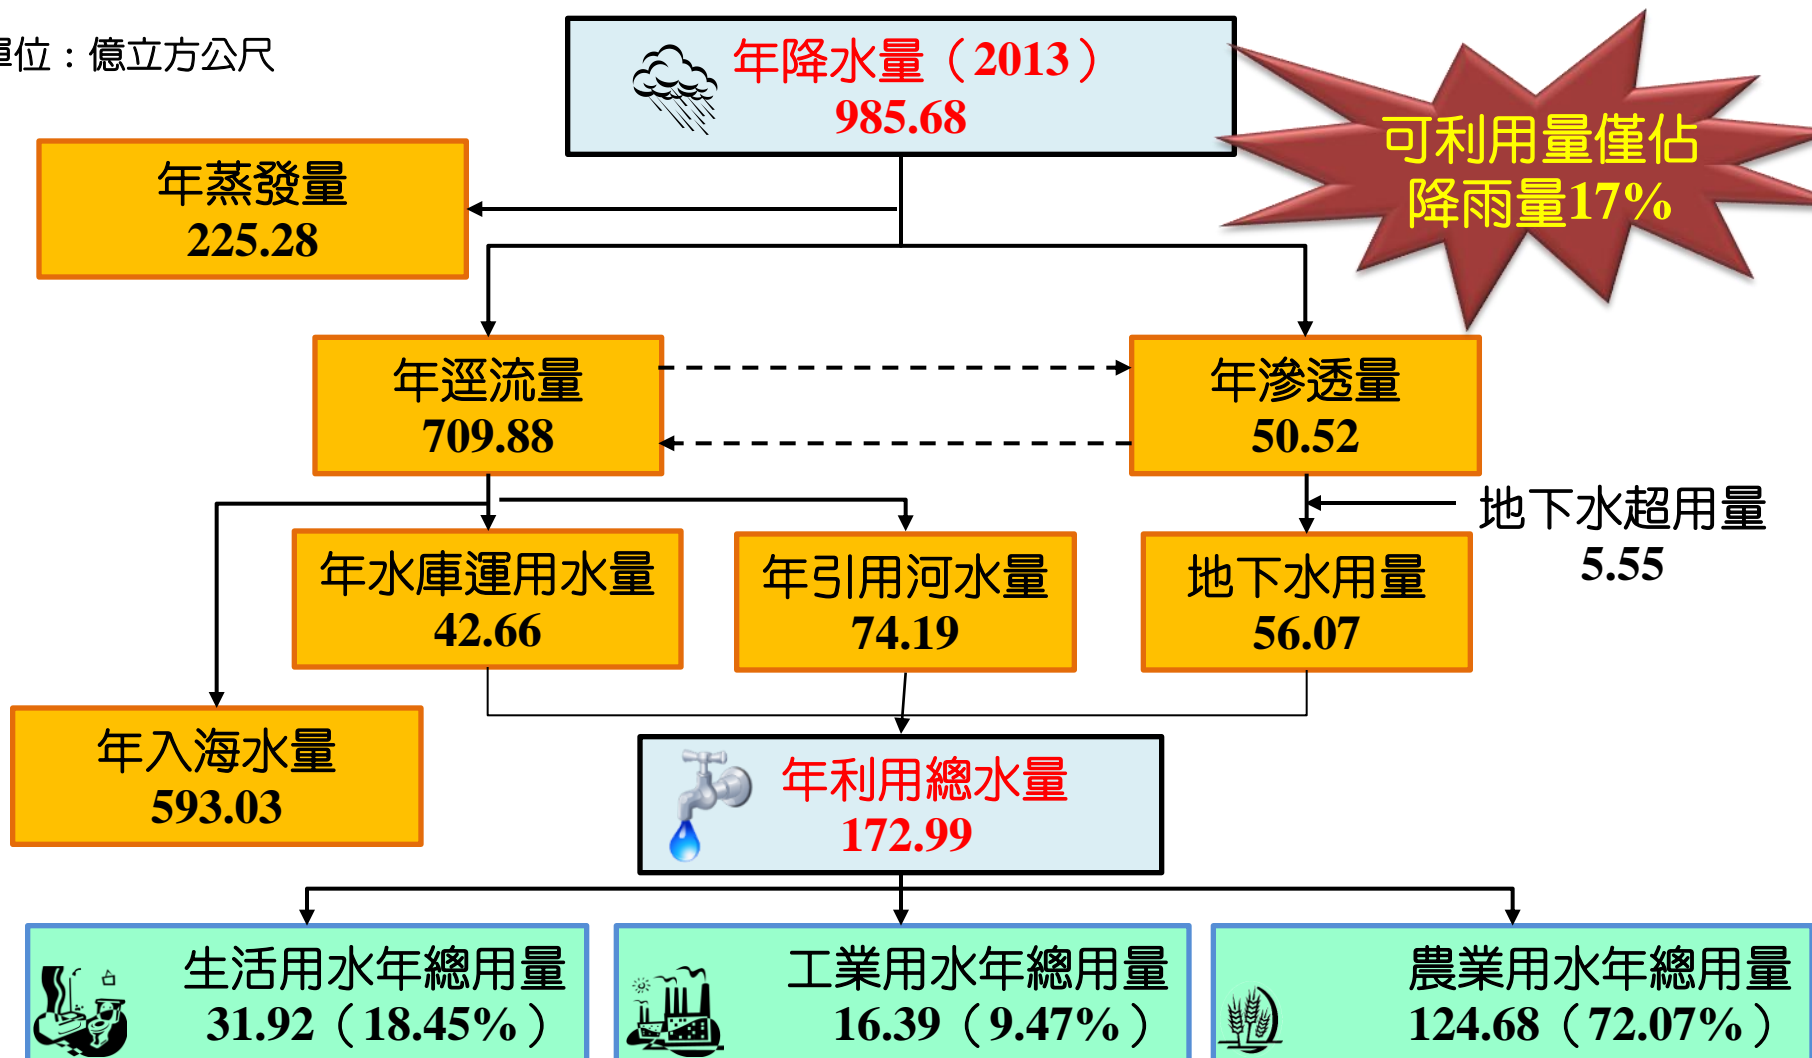 單位：億立方公尺
年降水量（2013）
985.68
可利用量僅佔
降雨量17%
年蒸發量
225.28
年逕流量
709.88
年滲透量
50.52
地下水超用量
5.55
年水庫運用水量
42.66
年引用河水量
74.19
地下水用量
56.07
年入海水量
593.03
年利用總水量
172.99
生活用水年總用量
31.92（18.45%）
工業用水年總用量
16.39（9.47%）
農業用水年總用量
124.68（72.07%）